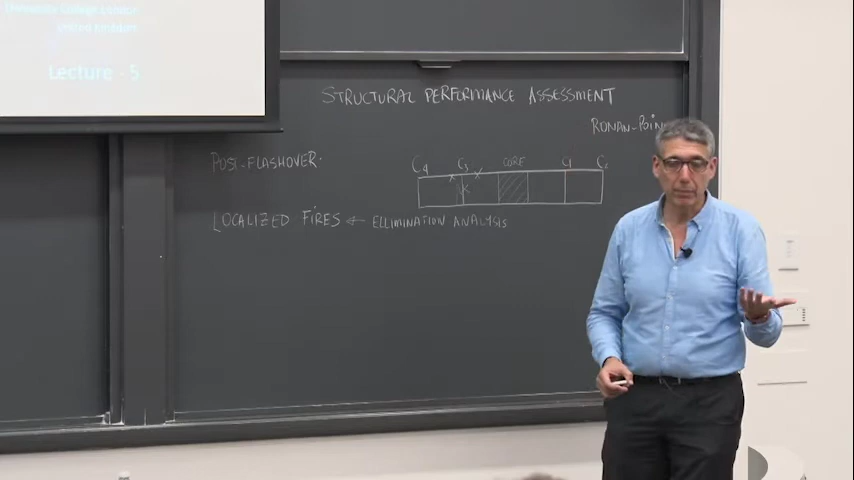 University College London
United Kingdom
Lecture - 5
STRUCTURAL PERFORMANCE ASSESSMENT
RONAN-POIN
POST-FLASHOVER.
C4 C3 CORE C1 C2
LOCALIZED FIRES ← ELLIMINATION ANALYSIS